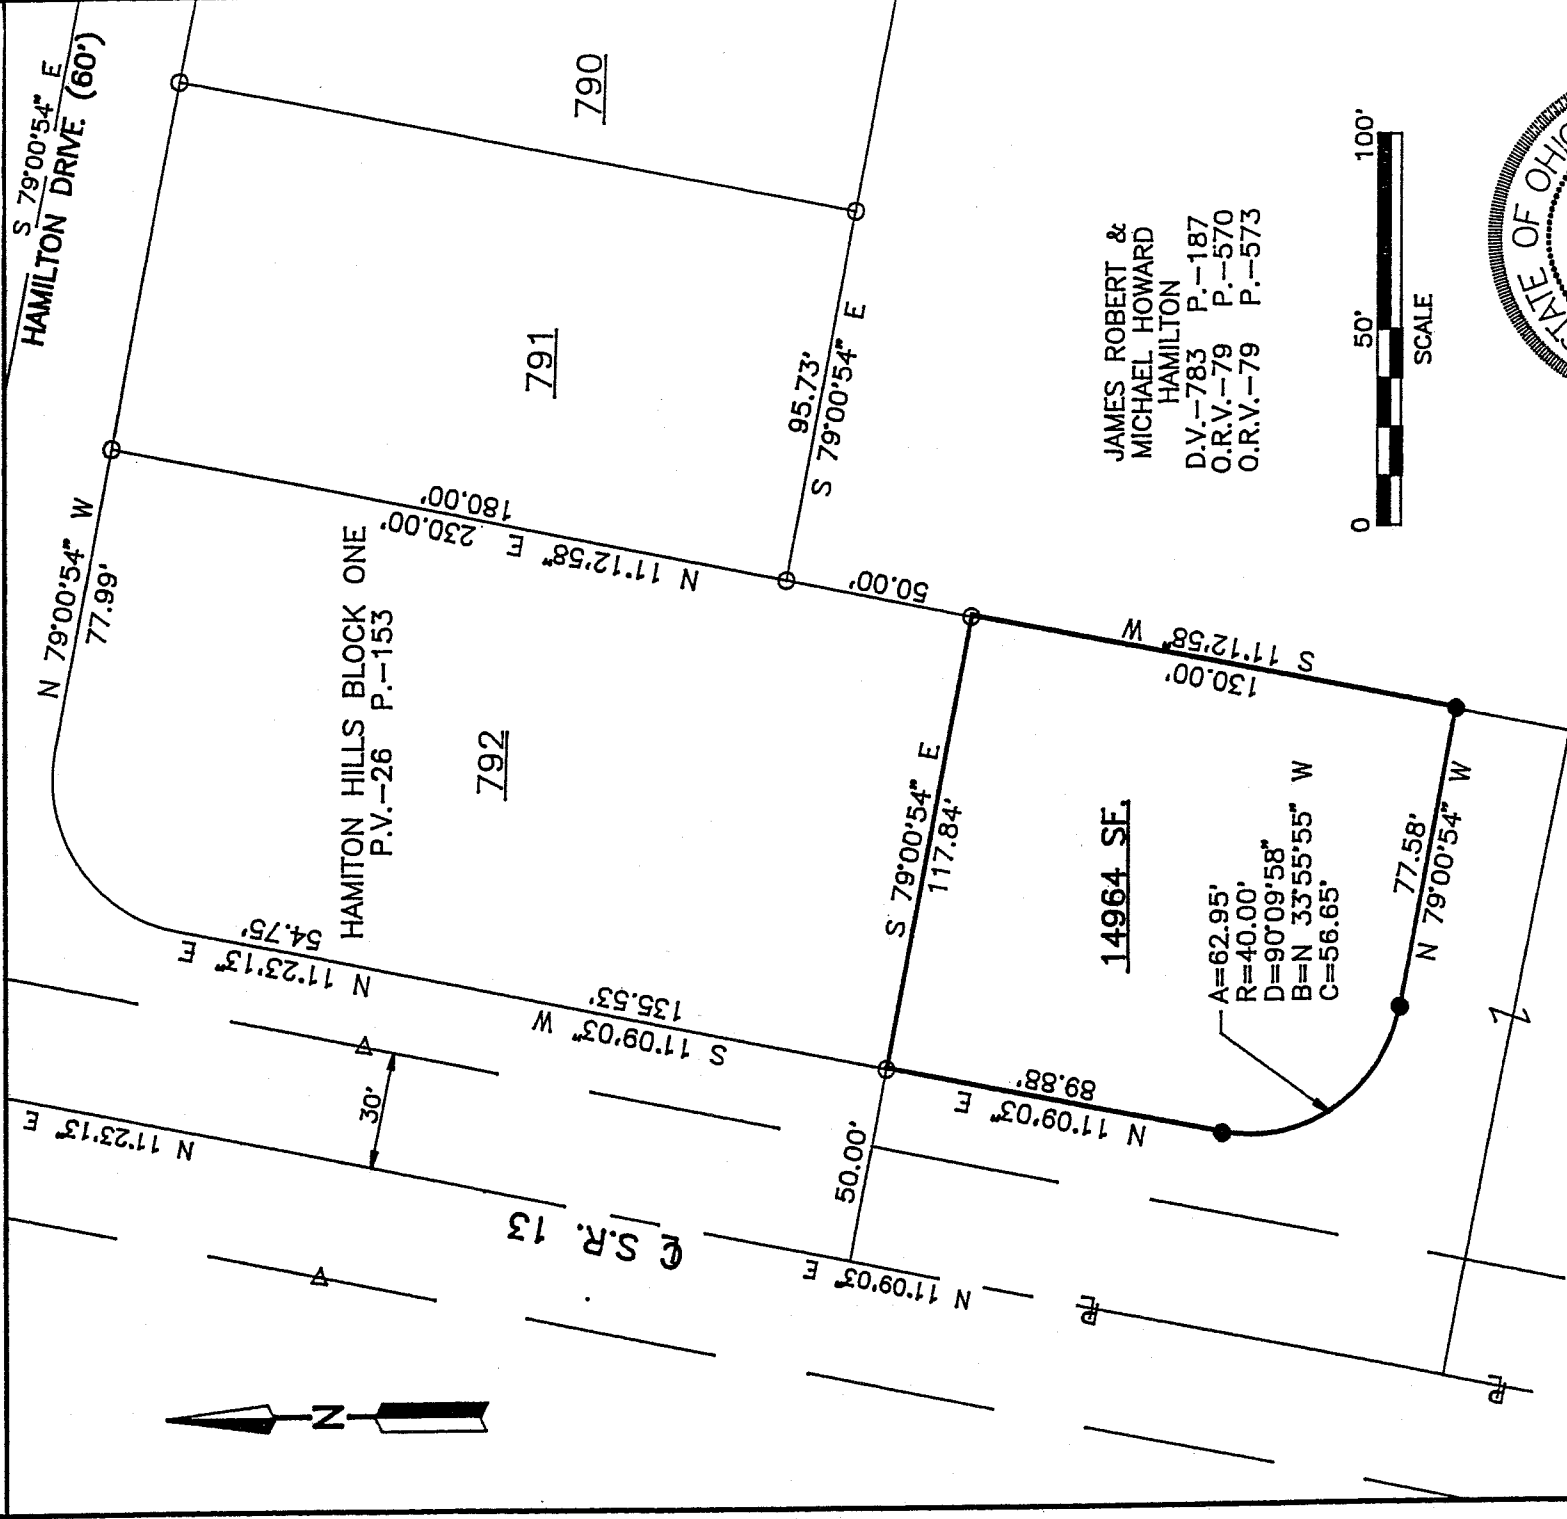 S 79°00'54" E
HAMILTON DRIVE. (60')
790
791
N 79°00'54" W
77.99'
180.00'
230.00'
N 11°12'58" E
95.73'
S 79°00'54" E
50.00'
HAMITON HILLS BLOCK ONE
P.V.-26 P.-153
792
54.75'
N 11°23'13" E
135.53'
S 11°09'03" W
30'
N 11°23'13" E
℄ S.R. 13
S 79°00'54" E
117.84'
S 11°12'58" W
130.00'
14964 SF.
A=62.95'
R=40.00'
D=90°09'58"
B=N 33°55'55" W
C=56.65'
77.58'
N 79°00'54" W
89.88'
N 11°09'03" E
50.00'
N 11°09'03" E
JAMES ROBERT &
MICHAEL HOWARD
HAMILTON
D.V.-783 P.-187
O.R.V.-79 P.-570
O.R.V.-79 P.-573
0 50' 100'
SCALE
STATE OF OHIO
N